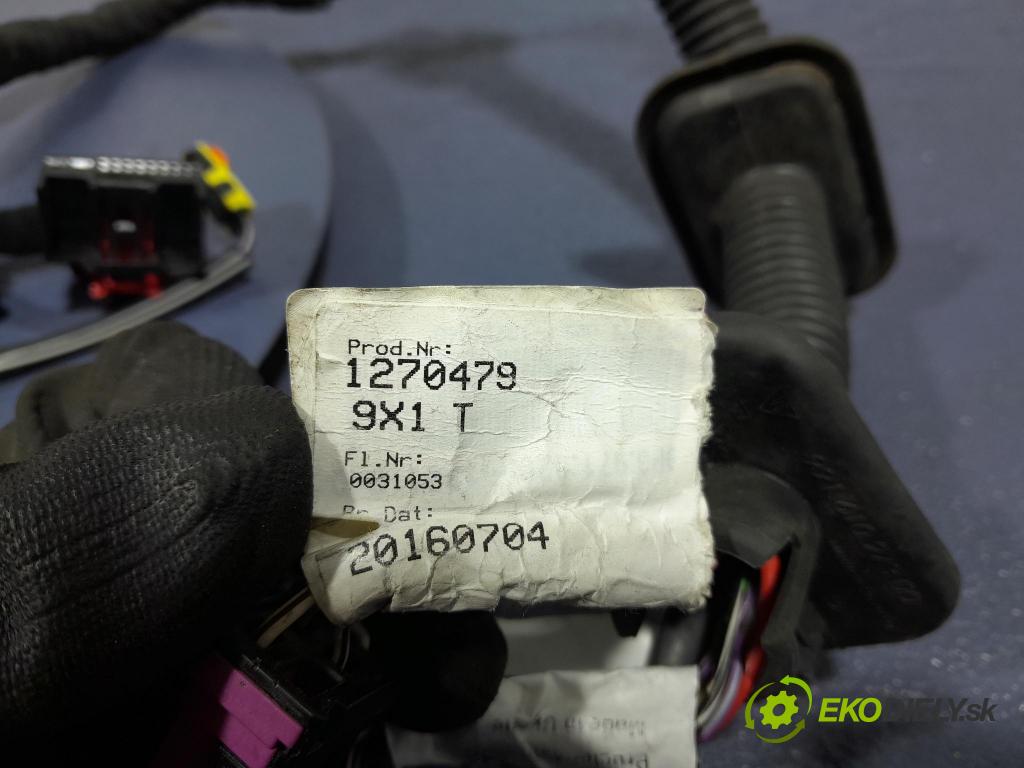 Prod.Nr:
1270479
9X1 T
Fl.Nr:
0031053
Pr Dat:
20160704
EKODIELY.sk